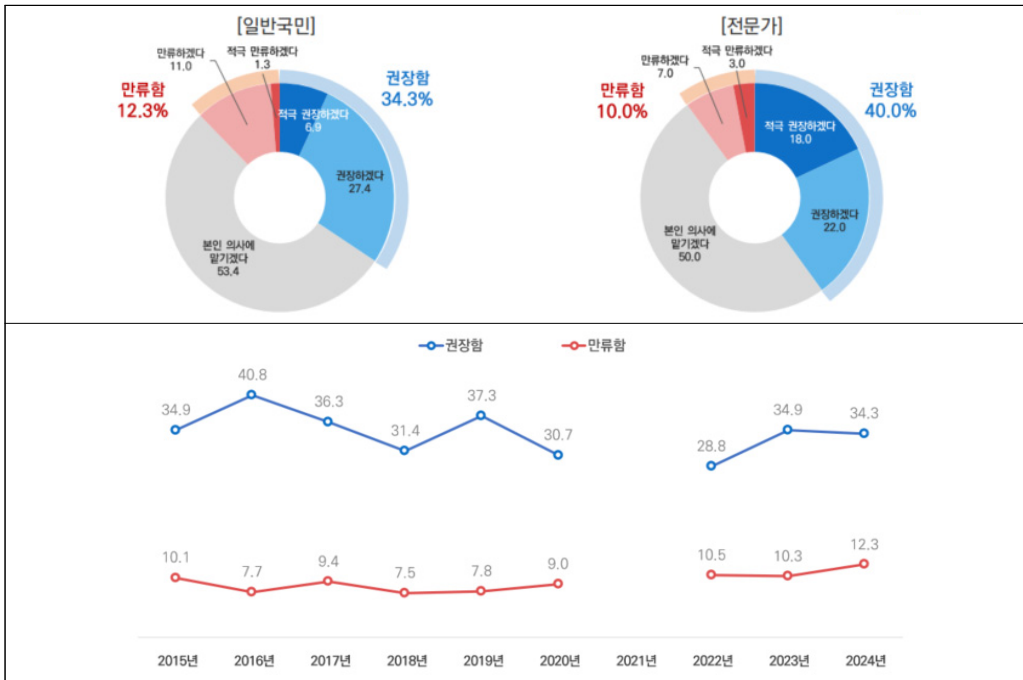 [일반국민]
만류하겠다
11.0
적극 만류하겠다
1.3
만류함
12.3%
권장함
34.3%
적극 권장하겠다
6.9
권장하겠다
27.4
본인 의사에
맡기겠다
53.4
[전문가]
만류하겠다
7.0
적극 만류하겠다
3.0
만류함
10.0%
권장함
40.0%
적극 권장하겠다
18.0
권장하겠다
22.0
본인 의사에
맡기겠다
50.0
권장함 만류함
34.9 40.8 36.3 31.4 37.3 30.7 28.8 34.9 34.3
10.1 7.7 9.4 7.5 7.8 9.0 10.5 10.3 12.3
2015년 2016년 2017년 2018년 2019년 2020년 2021년 2022년 2023년 2024년